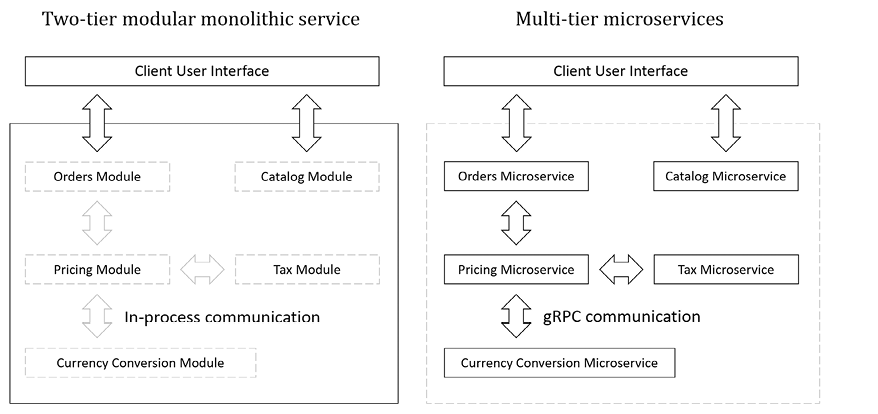 Two-tier modular monolithic service
Client User Interface
Orders Module
Catalog Module
Pricing Module
Tax Module
In-process communication
Currency Conversion Module
Multi-tier microservices
Client User Interface
Orders Microservice
Catalog Microservice
Pricing Microservice
Tax Microservice
gRPC communication
Currency Conversion Microservice